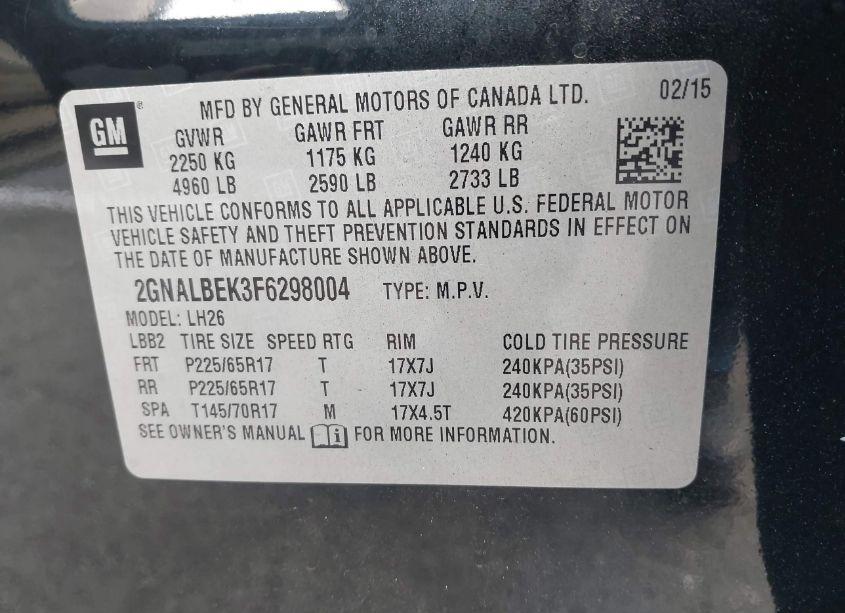 GM ® MFD BY GENERAL MOTORS OF CANADA LTD. 02/15
GVWR GAWR FRT GAWR RR
2250 KG 1175 KG 1240 KG
4960 LB 2590 LB 2733 LB
THIS VEHICLE CONFORMS TO ALL APPLICABLE U.S. FEDERAL MOTOR
VEHICLE SAFETY AND THEFT PREVENTION STANDARDS IN EFFECT ON
THE DATE OF MANUFACTURE SHOWN ABOVE.
2GNALBEK3F6298004 TYPE: M.P.V.
MODEL: LH26
LBB2 TIRE SIZE SPEED RTG RIM COLD TIRE PRESSURE
FRT P225/65R17 T 17X7J 240KPA(35PSI)
RR P225/65R17 T 17X7J 240KPA(35PSI)
SPA T145/70R17 M 17X4.5T 420KPA(60PSI)
SEE OWNER'S MANUAL i FOR MORE INFORMATION.